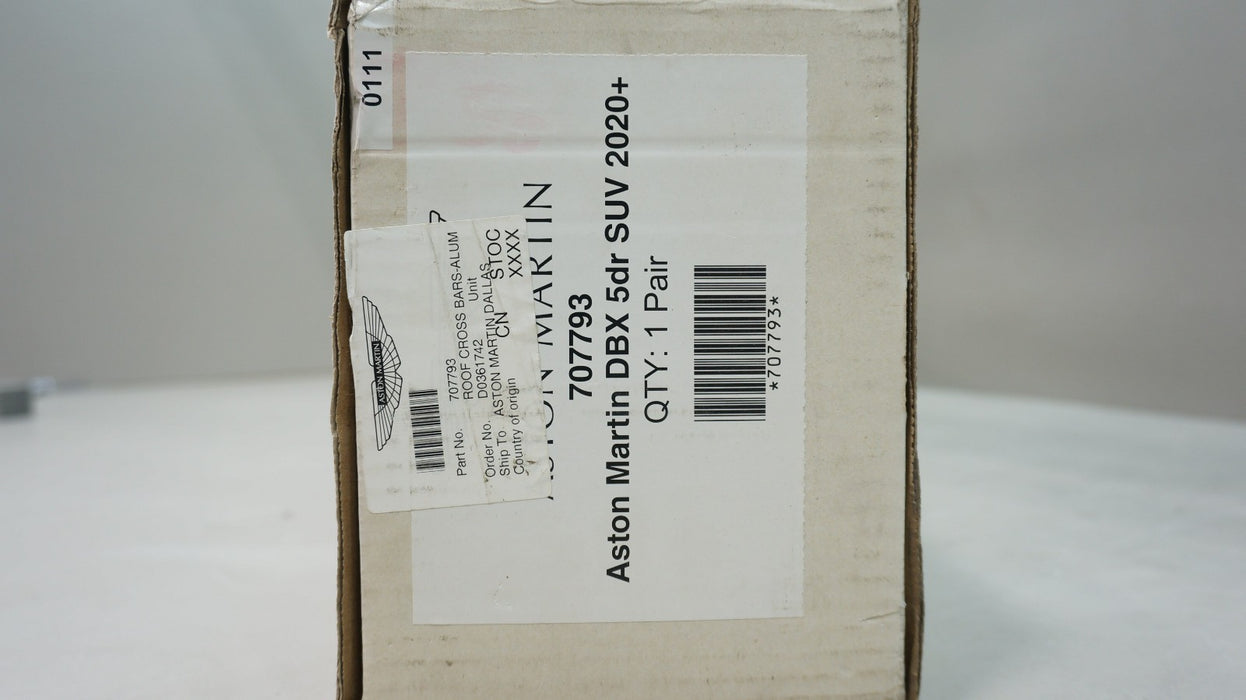 0111
ASTON MARTIN
Part No. 707793
ROOF CROSS BARS-ALUM
Unit
Order No. D0361742
Ship To ASTON MARTIN DALLAS
Country of origin CN
STOC
XXXX
ASTON MARTIN
707793
Aston Martin DBX 5dr SUV 2020+
QTY: 1 Pair
*707793*